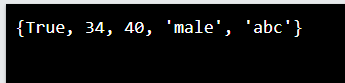 {True, 34, 40, 'male', 'abc'}